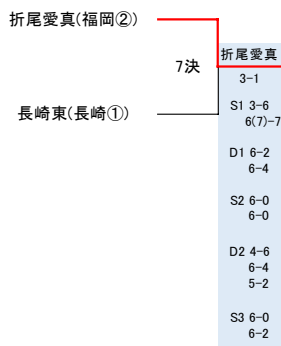 折尾愛真(福岡②)
7決
折尾愛真
3-1
長崎東(長崎①)
S1 3-6
6(7)-7
D1 6-2
6-4
S2 6-0
6-0
D2 4-6
6-4
5-2
S3 6-0
6-2